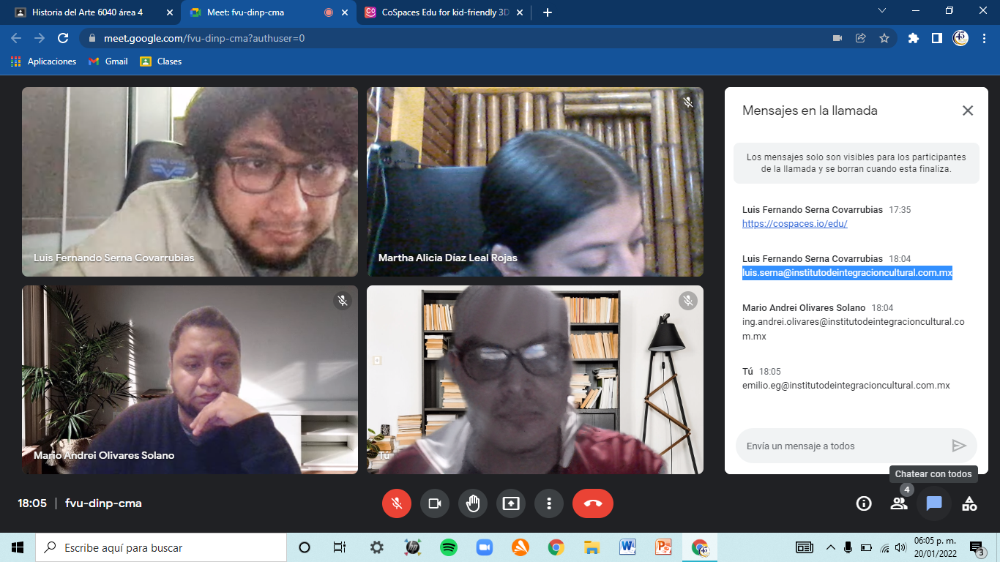 Historia del Arte 6040 área 4
Meet: fvu-dinp-cma
CoSpaces Edu for kid-friendly 3D
meet.google.com/fvu-dinp-cma?authuser=0
Aplicaciones
Gmail
Clases
Luis Fernando Serna Covarrubias
Martha Alicia Díaz Leal Rojas
Mario Andrei Olivares Solano
Tú
Mensajes en la llamada
Los mensajes solo son visibles para los participantes
de la llamada y se borran cuando esta finaliza.
Luis Fernando Serna Covarrubias 17:35
https://cospaces.io/edu/
Luis Fernando Serna Covarrubias 18:04
luis.serna@institutodeintegracioncultural.com.mx
Mario Andrei Olivares Solano 18:04
ing.andrei.olivares@institutodeintegracioncultural.co
m.mx
Tú 18:05
emilio.eg@institutodeintegracioncultural.com.mx
Envía un mensaje a todos
Chatear con todos
4
18:05 | fvu-dinp-cma
Escribe aquí para buscar
06:05 p. m.
20/01/2022
3